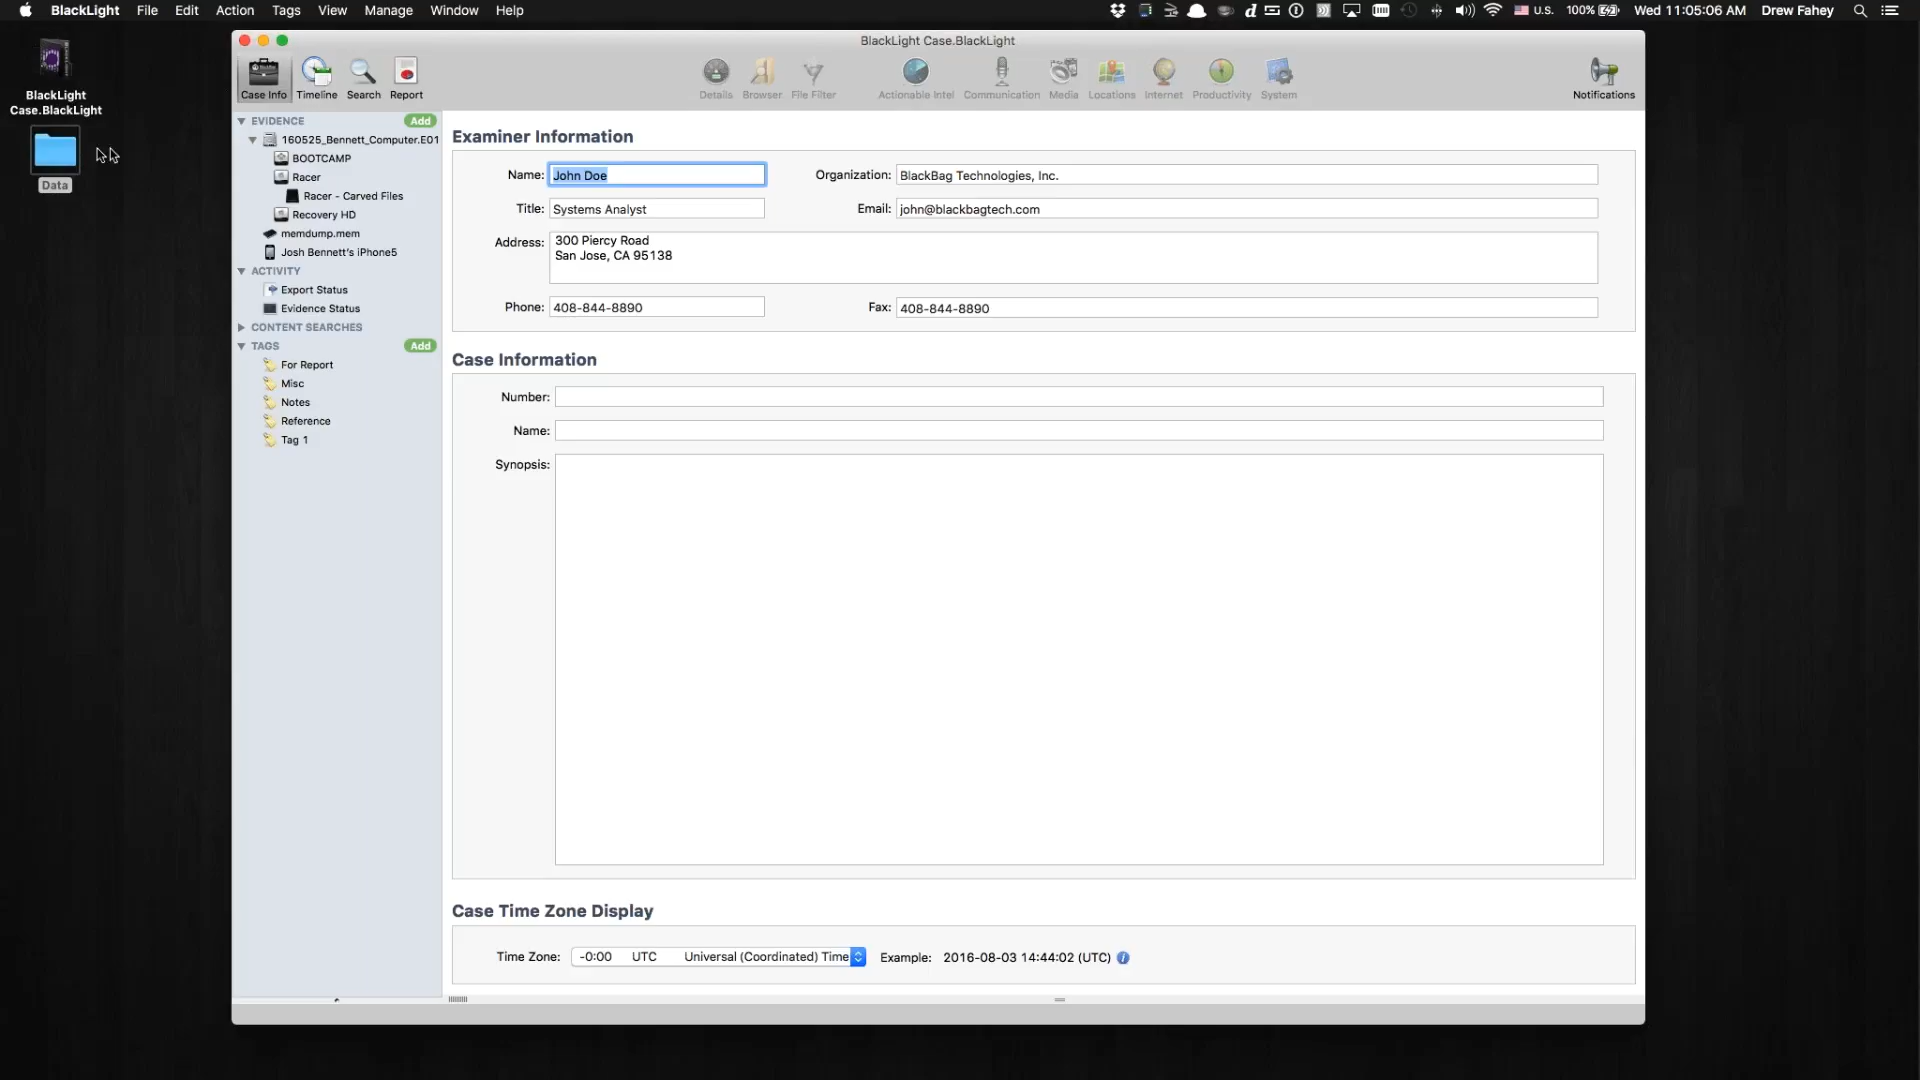 BlackLight File Edit Action Tags View Manage Window Help
U.S. 100% Wed 11:05:06 AM Drew Fahey
BlackLight
Case.BlackLight
Data
BlackLight Case.BlackLight
Case Info Timeline Search Report
Details Browser File Filter
Actionable Intel Communication Media Locations Internet Productivity System
Notifications
EVIDENCE Add
160525_Bennett_Computer.E01
BOOTCAMP
Racer
Racer - Carved Files
Recovery HD
memdump.mem
Josh Bennett's iPhone5
ACTIVITY
Export Status
Evidence Status
CONTENT SEARCHES
TAGS Add
For Report
Misc
Notes
Reference
Tag 1
Examiner Information
Name: John Doe
Organization: BlackBag Technologies, Inc.
Title: Systems Analyst
Email: john@blackbagtech.com
Address: 300 Piercy Road
San Jose, CA 95138
Phone: 408-844-8890
Fax: 408-844-8890
Case Information
Number:
Name:
Synopsis:
Case Time Zone Display
Time Zone: -0:00 UTC Universal (Coordinated) Time Example: 2016-08-03 14:44:02 (UTC)